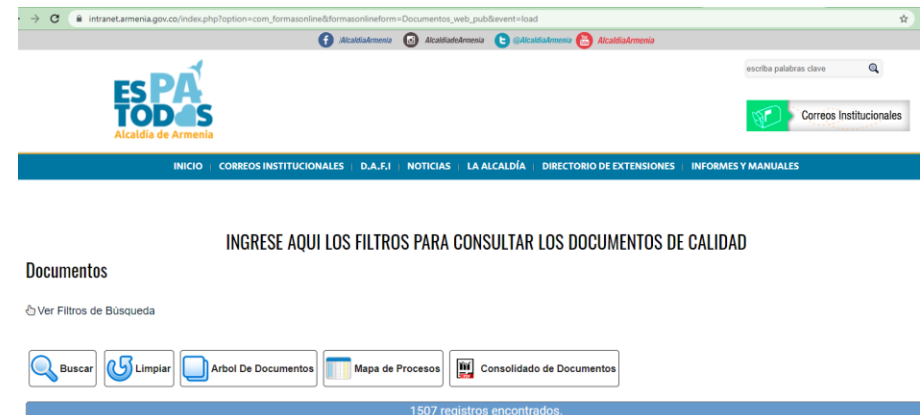 intranet.armenia.gov.co/index.php?option=com_formasonline&formasonlineform=Documentos_web_pub&event=load
/AlcaldiaArmenia AlcaldiadeArmenia @AlcaldiaArmenia AlcaldiaArmenia
escriba palabras clave
ES PA
TODOS
Alcaldía de Armenia
Correos Institucionales
INICIO | CORREOS INSTITUCIONALES | D.A.F.I | NOTICIAS | LA ALCALDÍA | DIRECTORIO DE EXTENSIONES | INFORMES Y MANUALES
INGRESE AQUI LOS FILTROS PARA CONSULTAR LOS DOCUMENTOS DE CALIDAD
Documentos
Ver Filtros de Búsqueda
Buscar Limpiar Arbol De Documentos Mapa de Procesos Consolidado de Documentos
1507 registros encontrados.